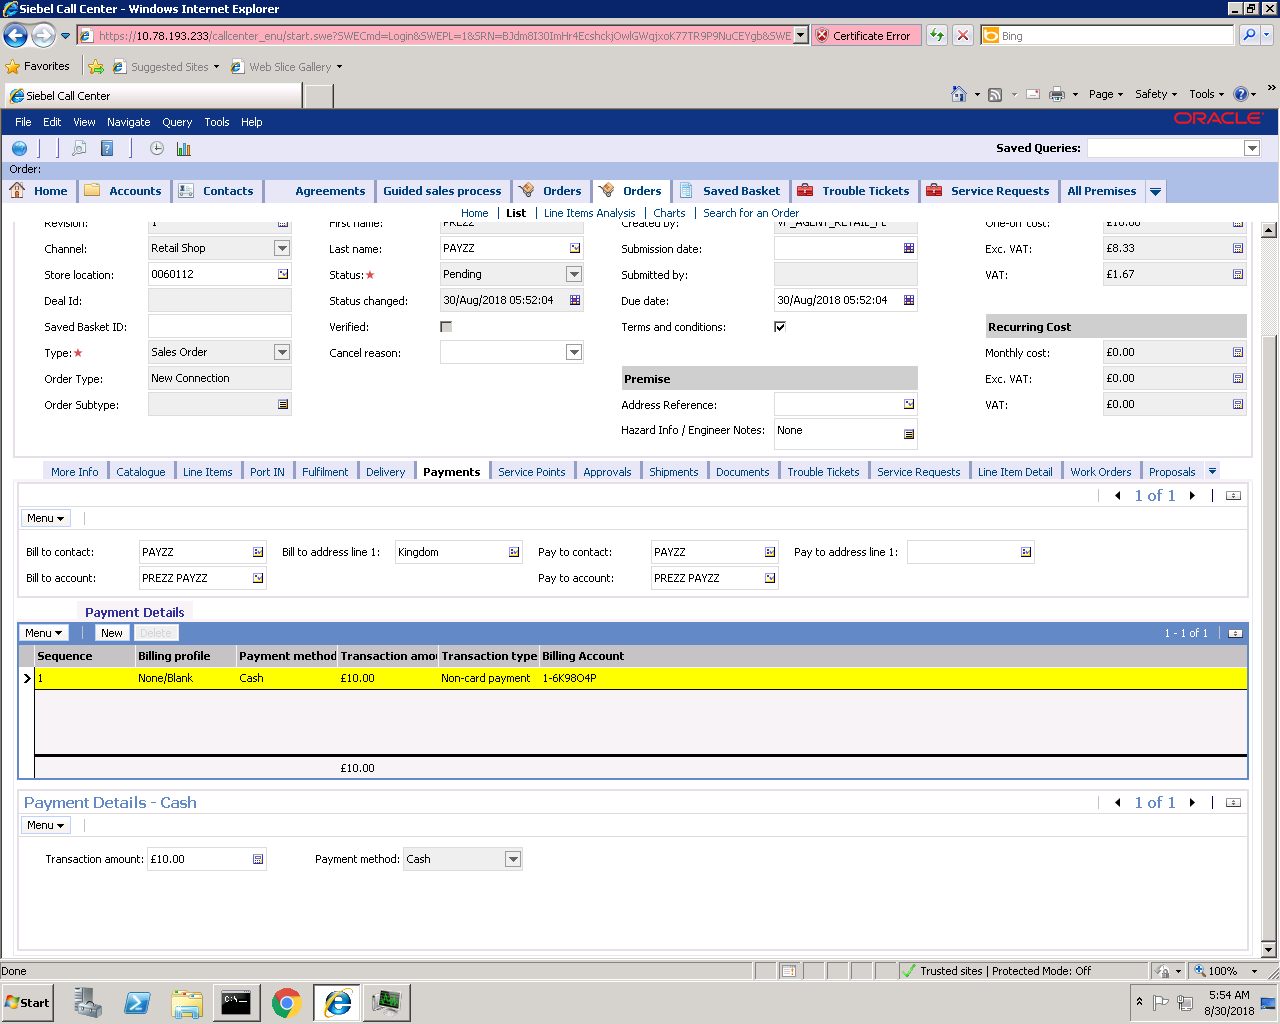 Siebel Call Center - Windows Internet Explorer
https://10.78.193.233/callcenter_enu/start.swe?SWECmd=Login&SWEPL=1&SRN=
Certificate Error
Bing
Favorites
Suggested Sites
Web Slice Gallery
Siebel Call Center
Page
Safety
Tools
File Edit View Navigate Query Tools Help
ORACLE
Saved Queries:
Order:
Home Accounts Contacts Agreements Guided sales process Orders Orders Saved Basket Trouble Tickets Service Requests All Premises
Home | List | Line Items Analysis | Charts | Search for an Order
Revision: 1 First name: PREZZ Created by: VF_AGENT_RETAIL_FL One-off cost: £10.00
Channel: Retail Shop Last name: PAYZZ Submission date: Exc. VAT: £8.33
Store location: 0060112 Status:★ Pending Submitted by: VAT: £1.67
Deal Id: Status changed: 30/Aug/2018 05:52:04 Due date: 30/Aug/2018 05:52:04
Saved Basket ID: Verified: Terms and conditions: Recurring Cost
Type:★ Sales Order Cancel reason: Monthly cost: £0.00
Order Type: New Connection Premise Exc. VAT: £0.00
Order Subtype: Address Reference: VAT: £0.00
Hazard Info / Engineer Notes: None
More Info Catalogue Line Items Port IN Fulfilment Delivery Payments Service Points Approvals Shipments Documents Trouble Tickets Service Requests Line Item Detail Work Orders Proposals
1 of 1
Menu
Bill to contact: PAYZZ Bill to address line 1: Kingdom Pay to contact: PAYZZ Pay to address line 1:
Bill to account: PREZZ PAYZZ Pay to account: PREZZ PAYZZ
Payment Details
Menu New Delete 1 - 1 of 1
Sequence Billing profile Payment method Transaction amou Transaction type Billing Account
1 None/Blank Cash £10.00 Non-card payment 1-6K98O4P
£10.00
Payment Details - Cash 1 of 1
Menu
Transaction amount: £10.00 Payment method: Cash
Done
Trusted sites | Protected Mode: Off
100%
Start
5:54 AM
8/30/2018